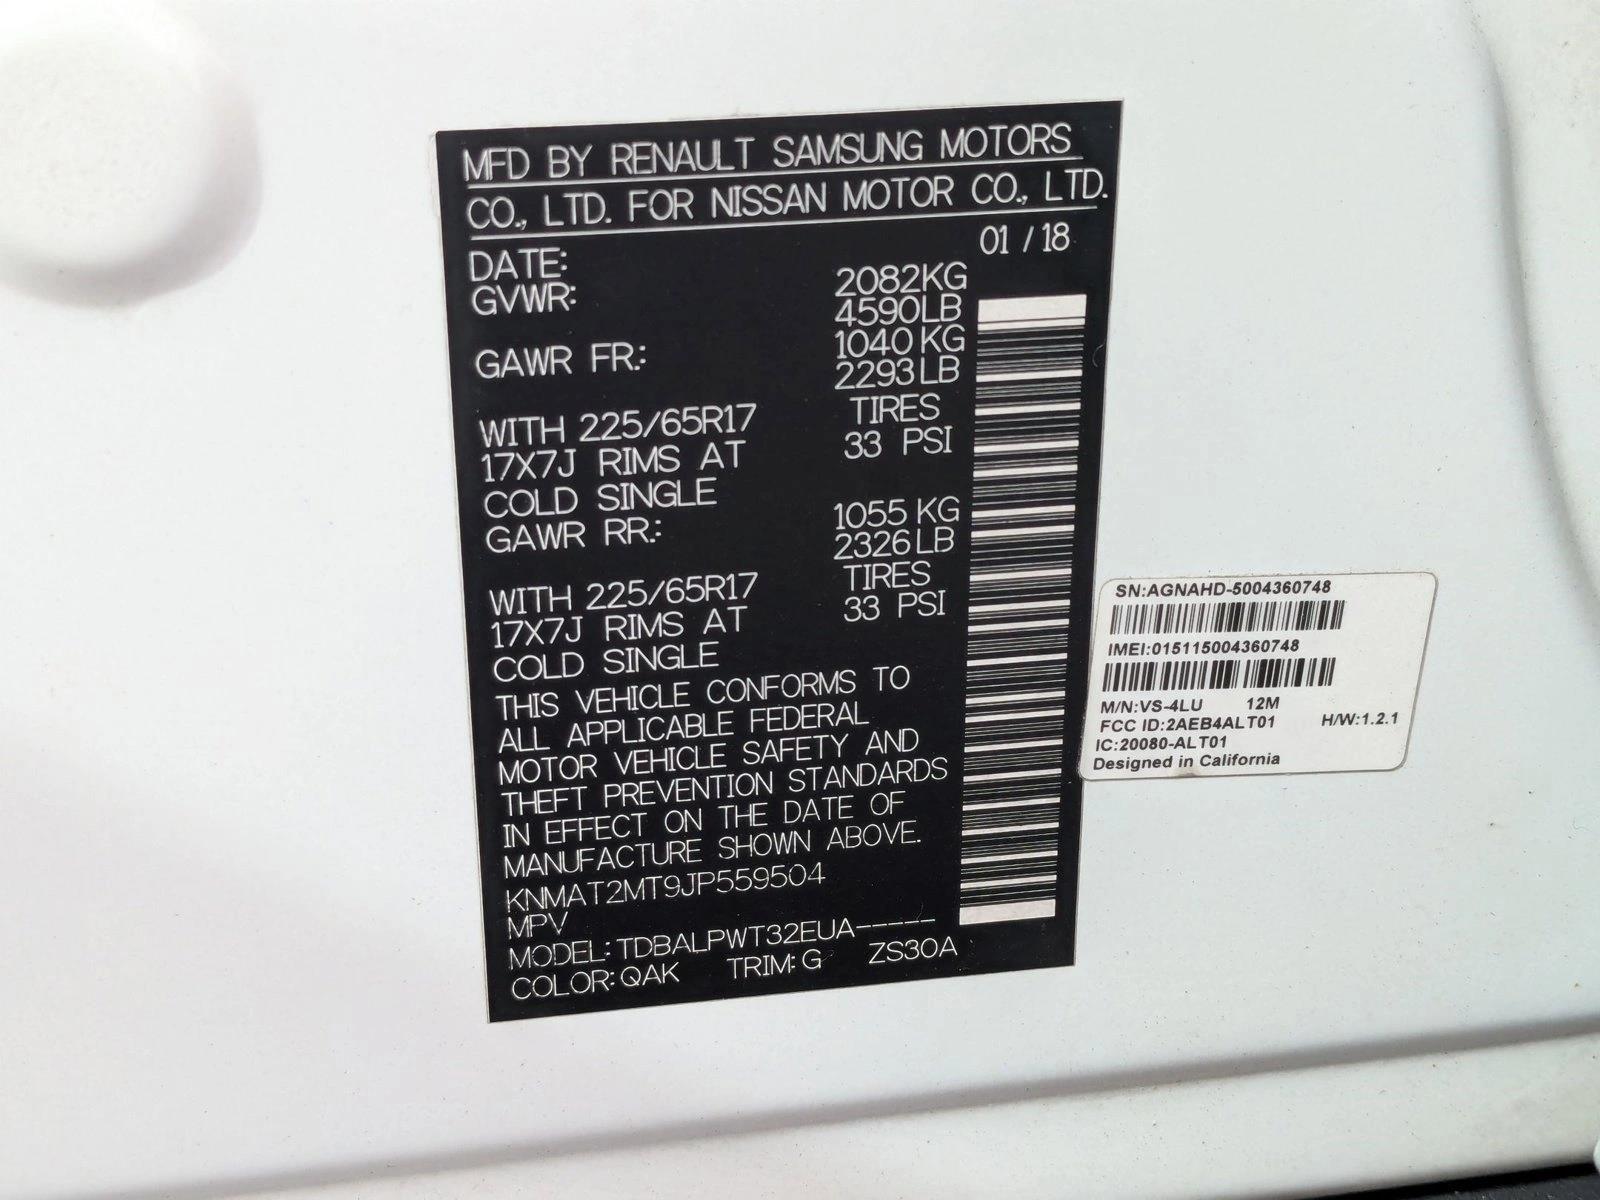 MFD BY RENAULT SAMSUNG MOTORS
CO., LTD. FOR NISSAN MOTOR CO., LTD.
DATE: 01 / 18
GVWR: 2082KG
4590LB
GAWR FR.: 1040 KG
2293LB
WITH 225/65R17 TIRES
17X7J RIMS AT 33 PSI
COLD SINGLE
GAWR RR.: 1055 KG
2326LB
WITH 225/65R17 TIRES
17X7J RIMS AT 33 PSI
COLD SINGLE
THIS VEHICLE CONFORMS TO
ALL APPLICABLE FEDERAL
MOTOR VEHICLE SAFETY AND
THEFT PREVENTION STANDARDS
IN EFFECT ON THE DATE OF
MANUFACTURE SHOWN ABOVE.
KNMAT2MT9JP559504
MPV
MODEL: TDBALPWT32EUA-----
COLOR: QAK TRIM: G ZS30A
SN:AGNAHD-5004360748
IMEI:015115004360748
M/N:VS-4LU 12M
FCC ID:2AEB4ALT01 H/W:1.2.1
IC:20080-ALT01
Designed in California